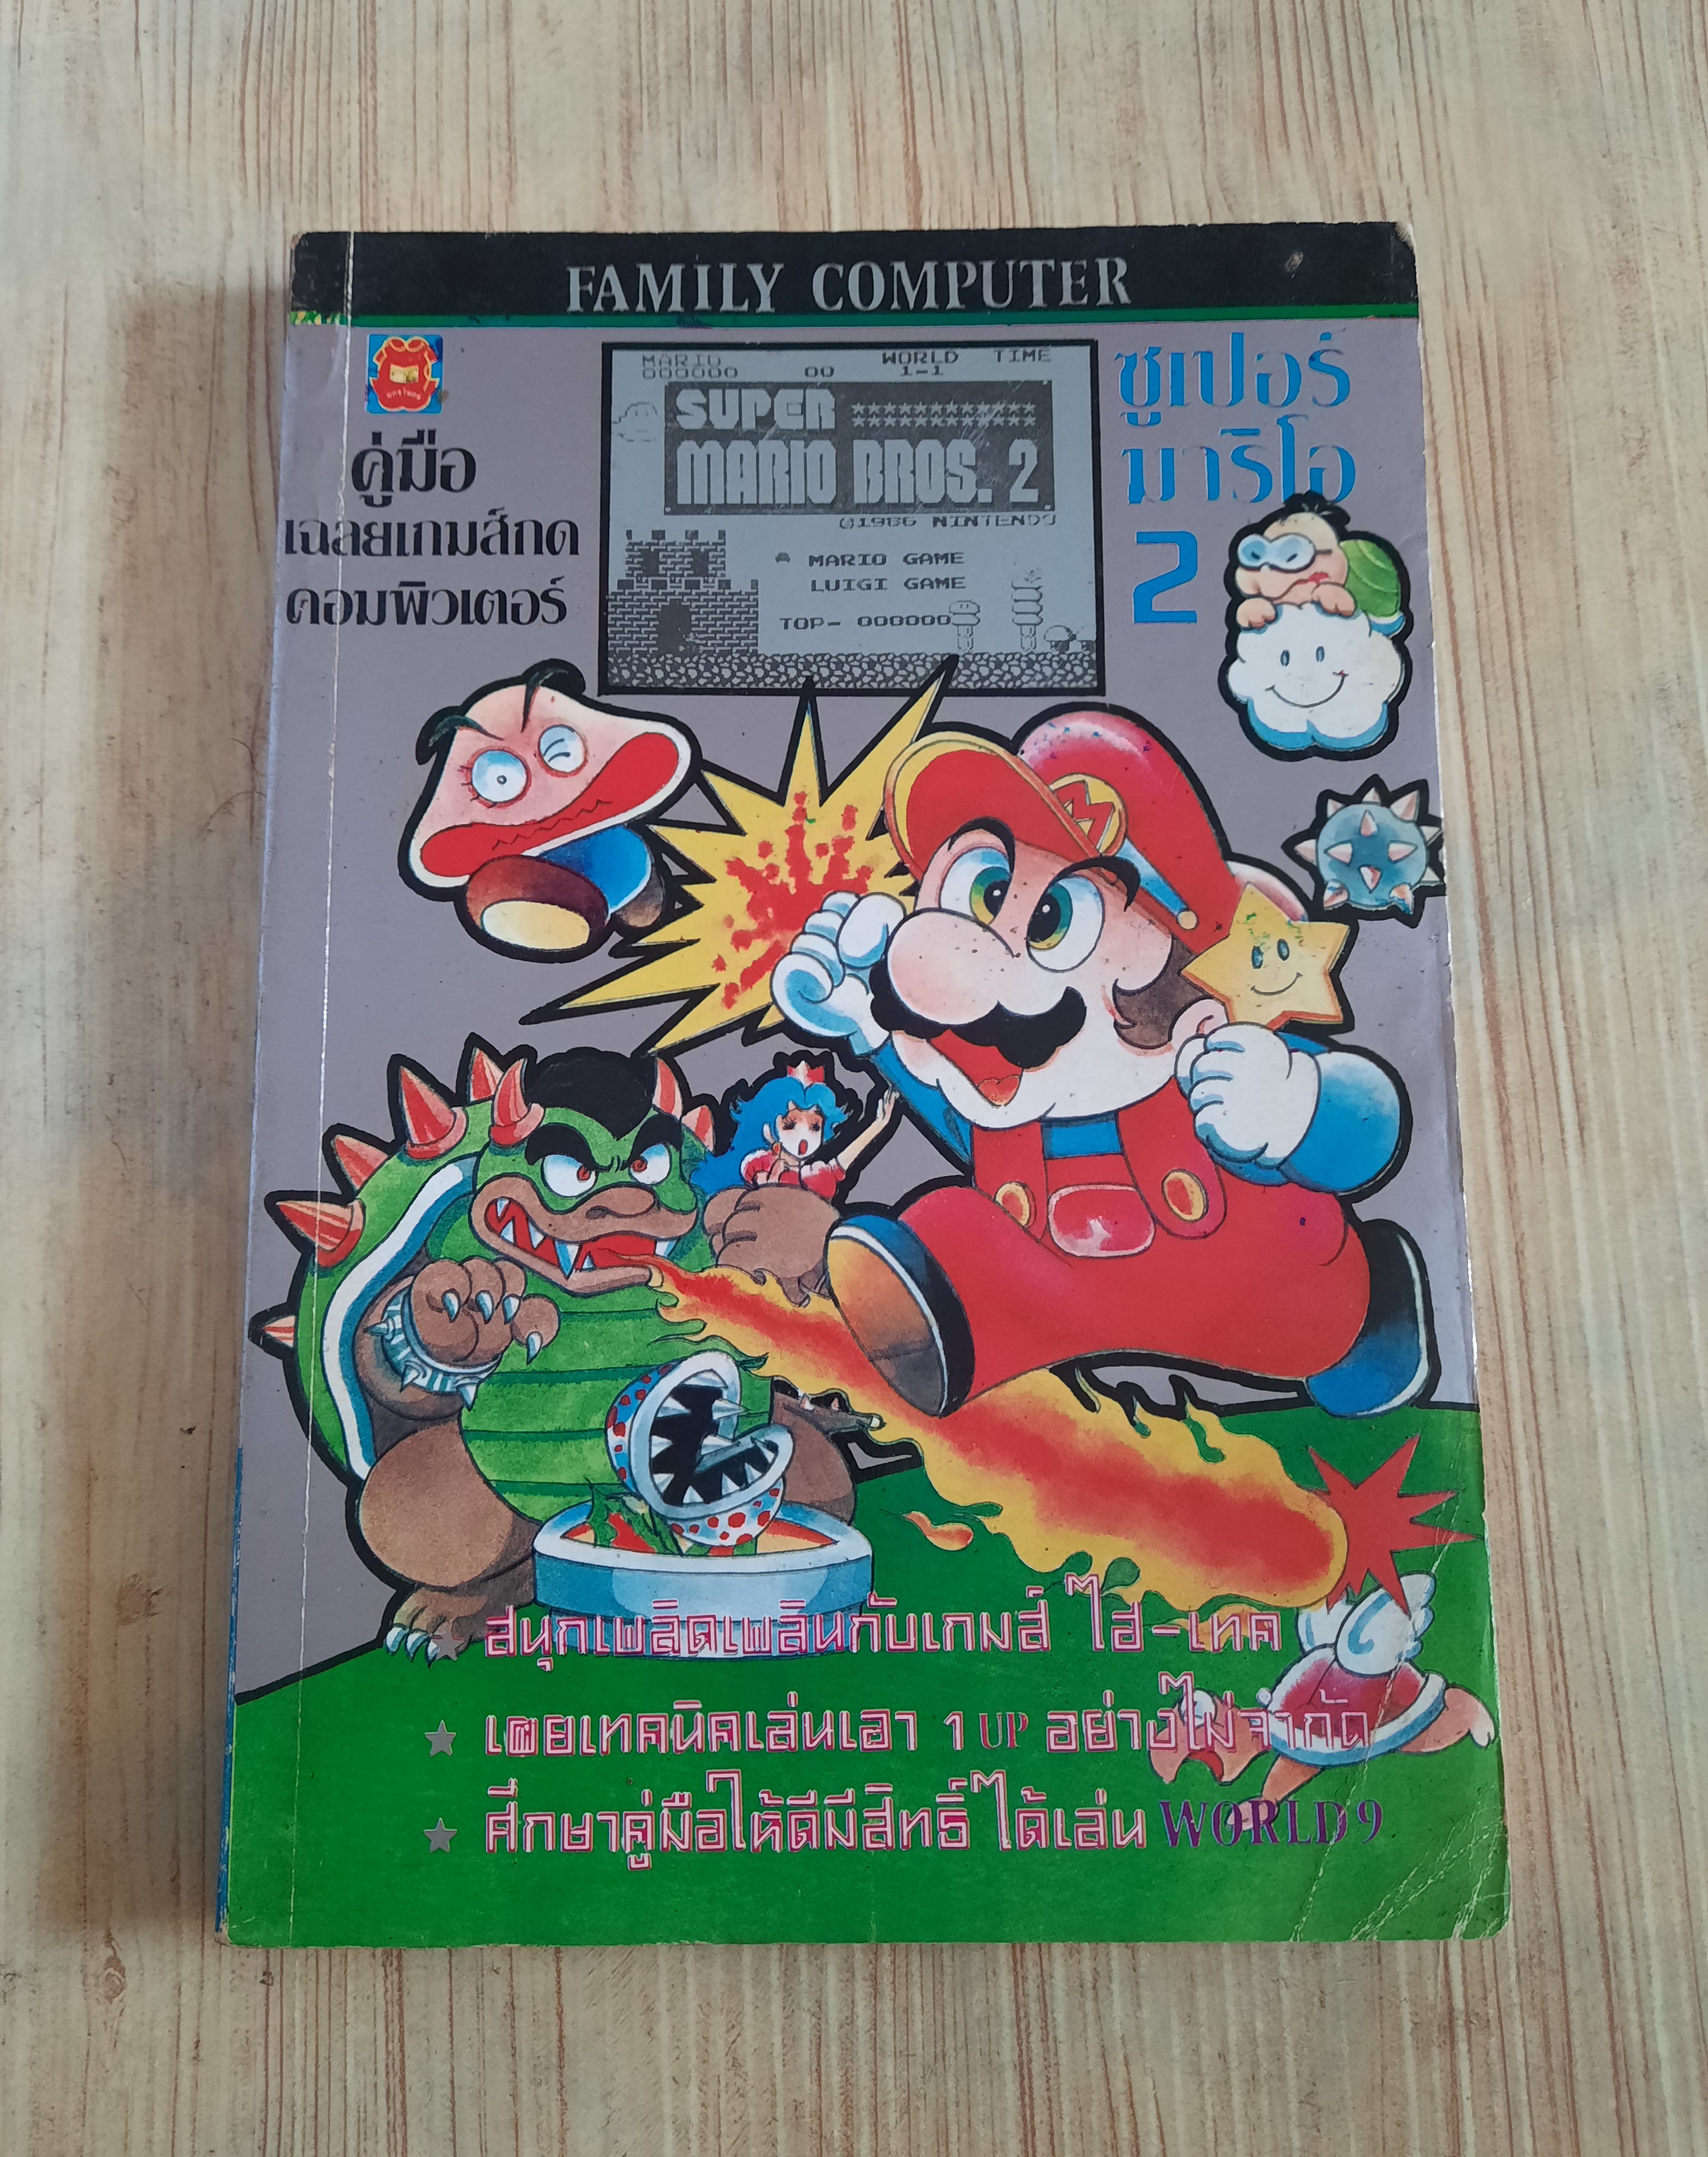 FAMILY COMPUTER
คู่มือ
เฉลยเกมส์กด
คอมพิวเตอร์
MARIO WORLD TIME
000000 00 1-1
SUPER
MARIO BROS. 2
©1986 NINTENDO
MARIO GAME
LUIGI GAME
TOP- 000000
ซูเปอร์
มาริโอ
2
M
สนุกเพลิดเพลินกับเกมส์ ไฮ-เทค
★ เผยเทคนิคเล่นเอา 1 UP อย่างไม่จำกัด
★ ศึกษาคู่มือให้ดีมีสิทธิ์ได้เล่น WORLD 9